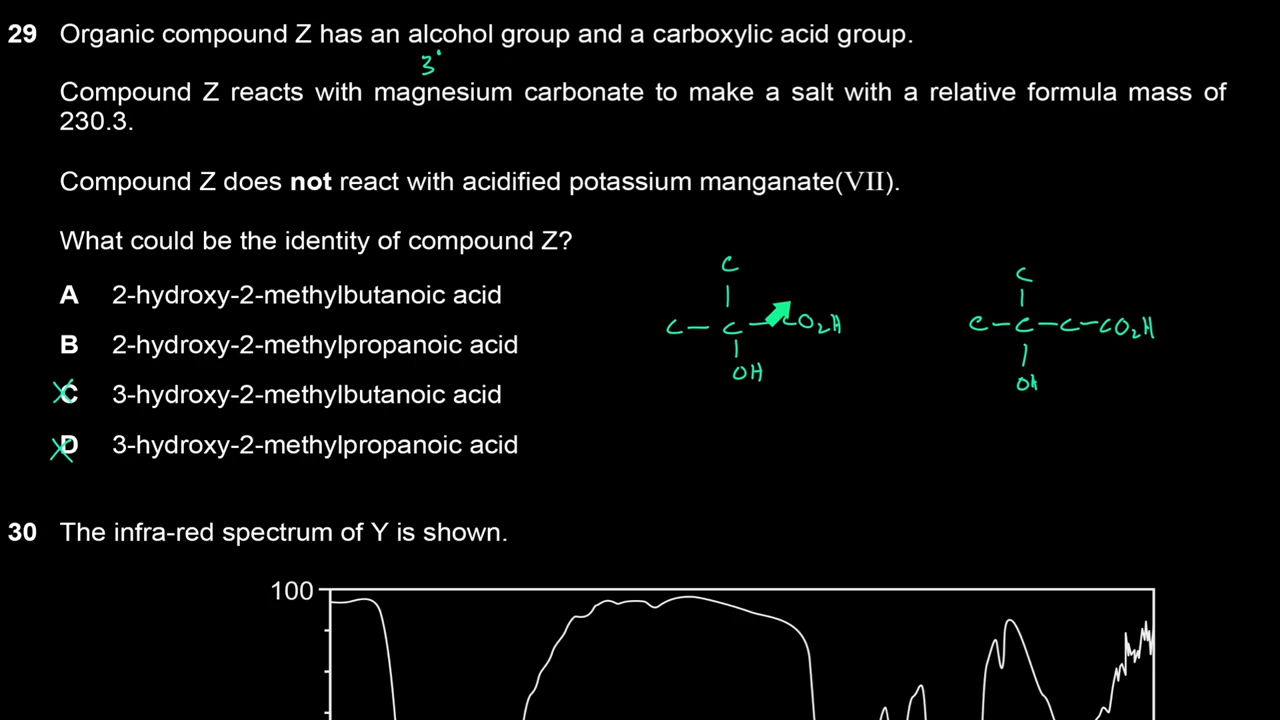 29 Organic compound Z has an alcohol group and a carboxylic acid group.
3°
Compound Z reacts with magnesium carbonate to make a salt with a relative formula mass of
230.3.
Compound Z does not react with acidified potassium manganate(VII).
What could be the identity of compound Z?
A 2-hydroxy-2-methylbutanoic acid
B 2-hydroxy-2-methylpropanoic acid
C 3-hydroxy-2-methylbutanoic acid
D 3-hydroxy-2-methylpropanoic acid
C
C – C – CO2H
OH
C
C – C – C – CO2H
OH
30 The infra-red spectrum of Y is shown.
100